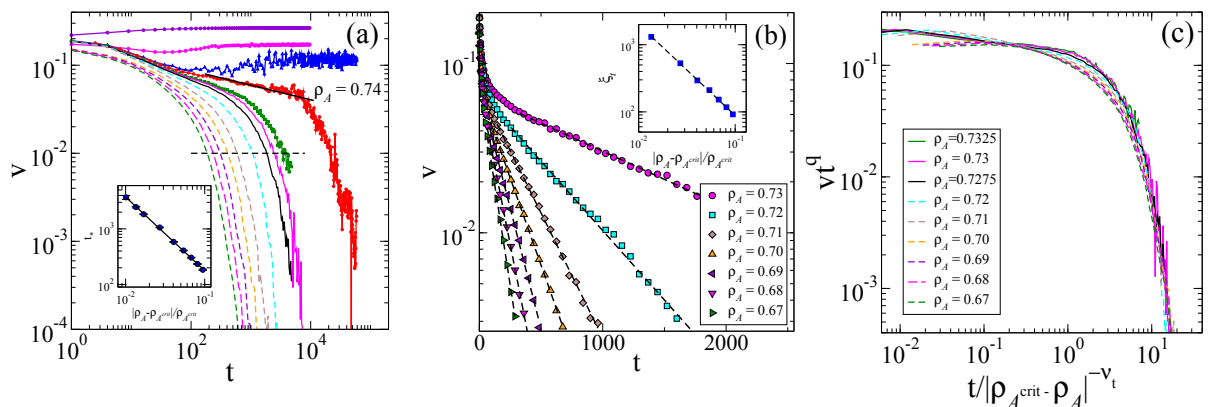 (a)
10⁻¹
10⁻²
10⁻³
10⁻⁴
v
10⁰
10²
10⁴
t
ρ_A = 0.74
10³
10²
10⁻²
10⁻¹
|ρ_A-ρ_A^crit|/ρ_A^crit
(b)
10⁻¹
10⁻²
v
0
1000
2000
t
10³
10²
ξ_t
10⁻²
10⁻¹
|ρ_A-ρ_A^crit|/ρ_A^crit
ρ_A = 0.73
ρ_A = 0.72
ρ_A = 0.71
ρ_A = 0.70
ρ_A = 0.69
ρ_A = 0.68
ρ_A = 0.67
(c)
10⁻¹
10⁻²
10⁻³
vt^q
10⁻²
10⁻¹
10⁰
10¹
t/|ρ_A^crit - ρ_A|^-ν_t
ρ_A=0.7325
ρ_A = 0.73
ρ_A=0.7275
ρ_A = 0.72
ρ_A = 0.71
ρ_A = 0.70
ρ_A = 0.69
ρ_A = 0.68
ρ_A = 0.67